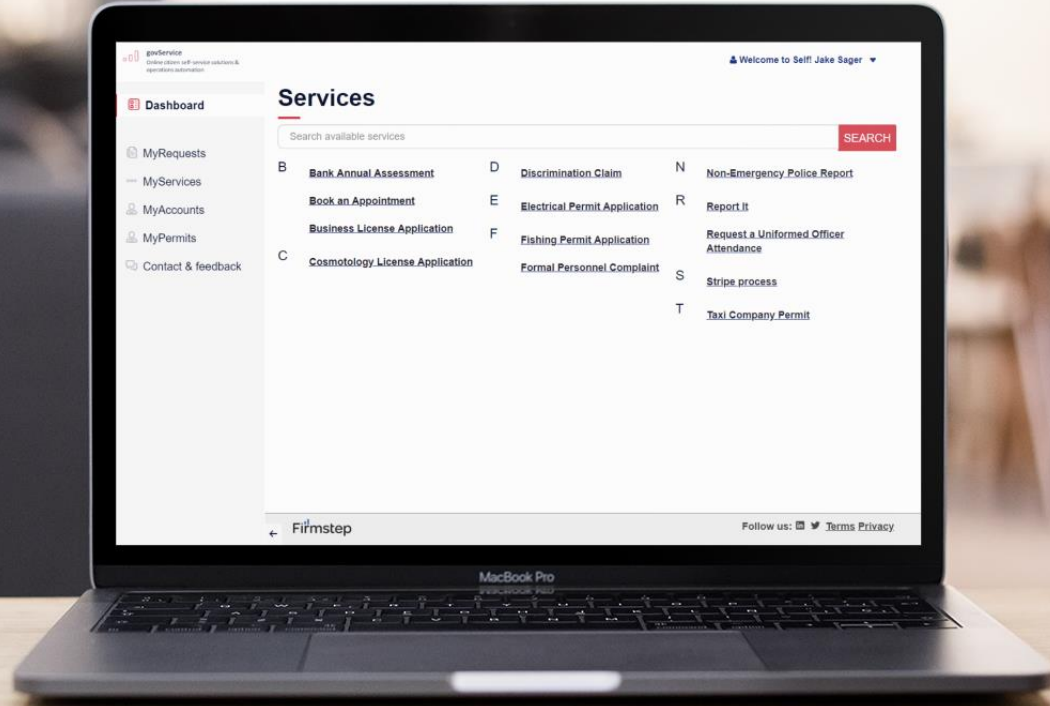 govService
Online citizen self-service solutions &
operations automation
Welcome to Self! Jake Sager
Dashboard
MyRequests
MyServices
MyAccounts
MyPermits
Contact & feedback
Services
Search available services
SEARCH
B
Bank Annual Assessment
Book an Appointment
Business License Application
C
Cosmotology License Application
D
Discrimination Claim
E
Electrical Permit Application
F
Fishing Permit Application
Formal Personnel Complaint
N
Non-Emergency Police Report
R
Report It
Request a Uniformed Officer
Attendance
S
Stripe process
T
Taxi Company Permit
Firmstep
Follow us:
Terms Privacy
MacBook Pro